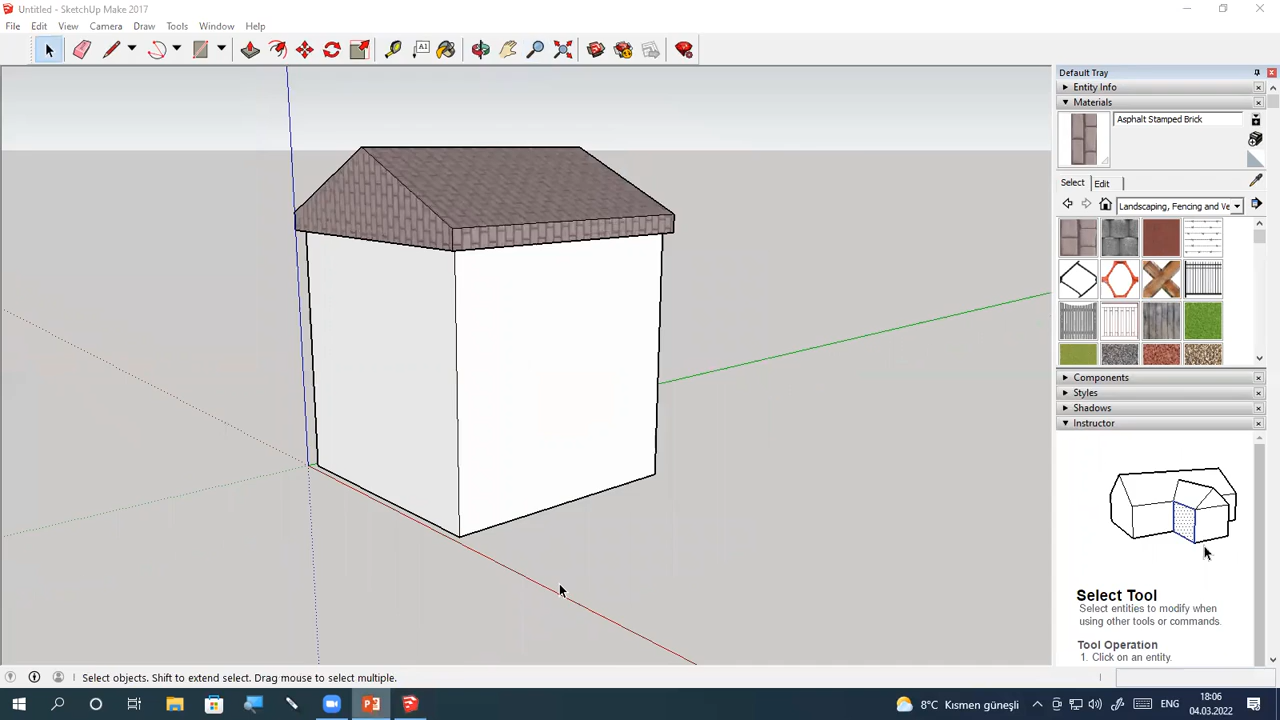 Untitled - SketchUp Make 2017
File Edit View Camera Draw Tools Window Help
A1
Default Tray
Entity Info
Materials
Asphalt Stamped Brick
Select Edit
Landscaping, Fencing and Ve
Components
Styles
Shadows
Instructor
Select Tool
Select entities to modify when
using other tools or commands.
Tool Operation
1. Click on an entity.
Select objects. Shift to extend select. Drag mouse to select multiple.
8°C Kısmen güneşli
ENG
18:06
04.03.2022